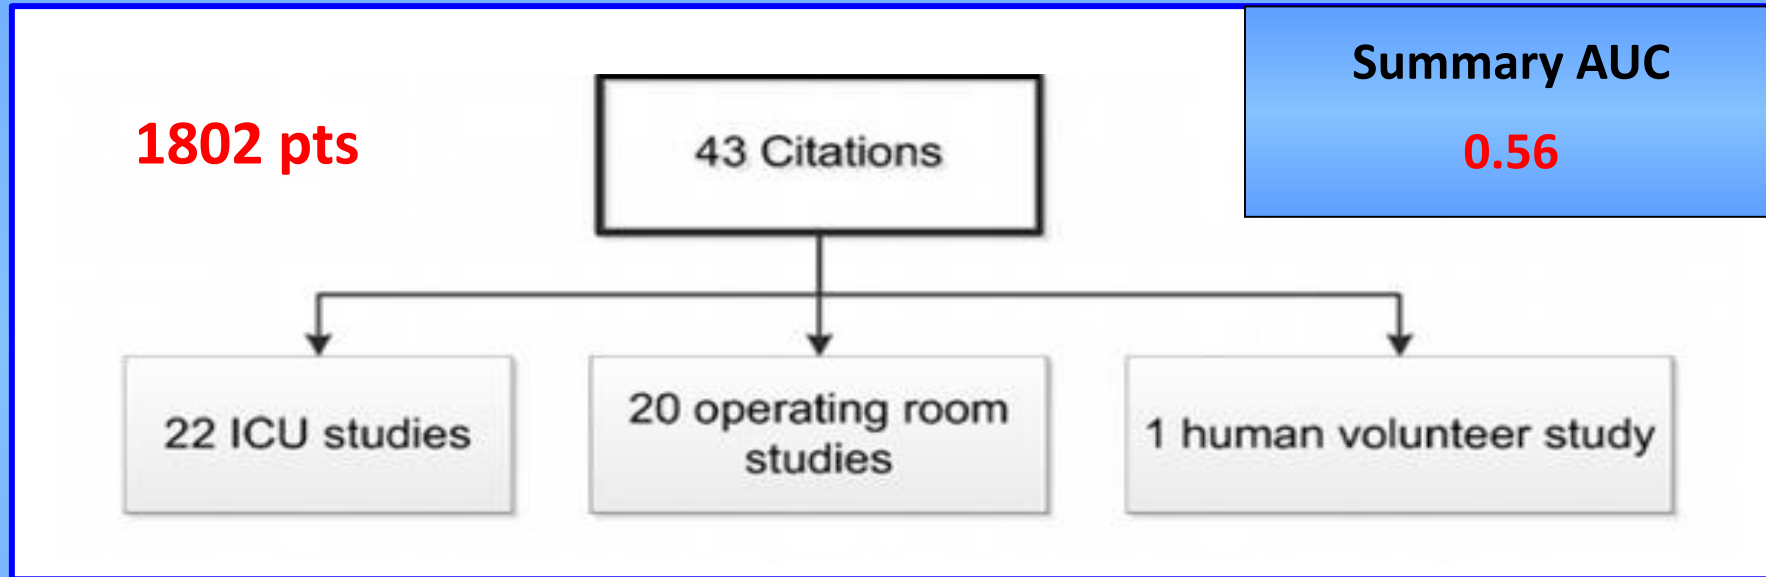 Summary AUC
0.56
1802 pts
43 Citations
22 ICU studies
20 operating room
studies
1 human volunteer study